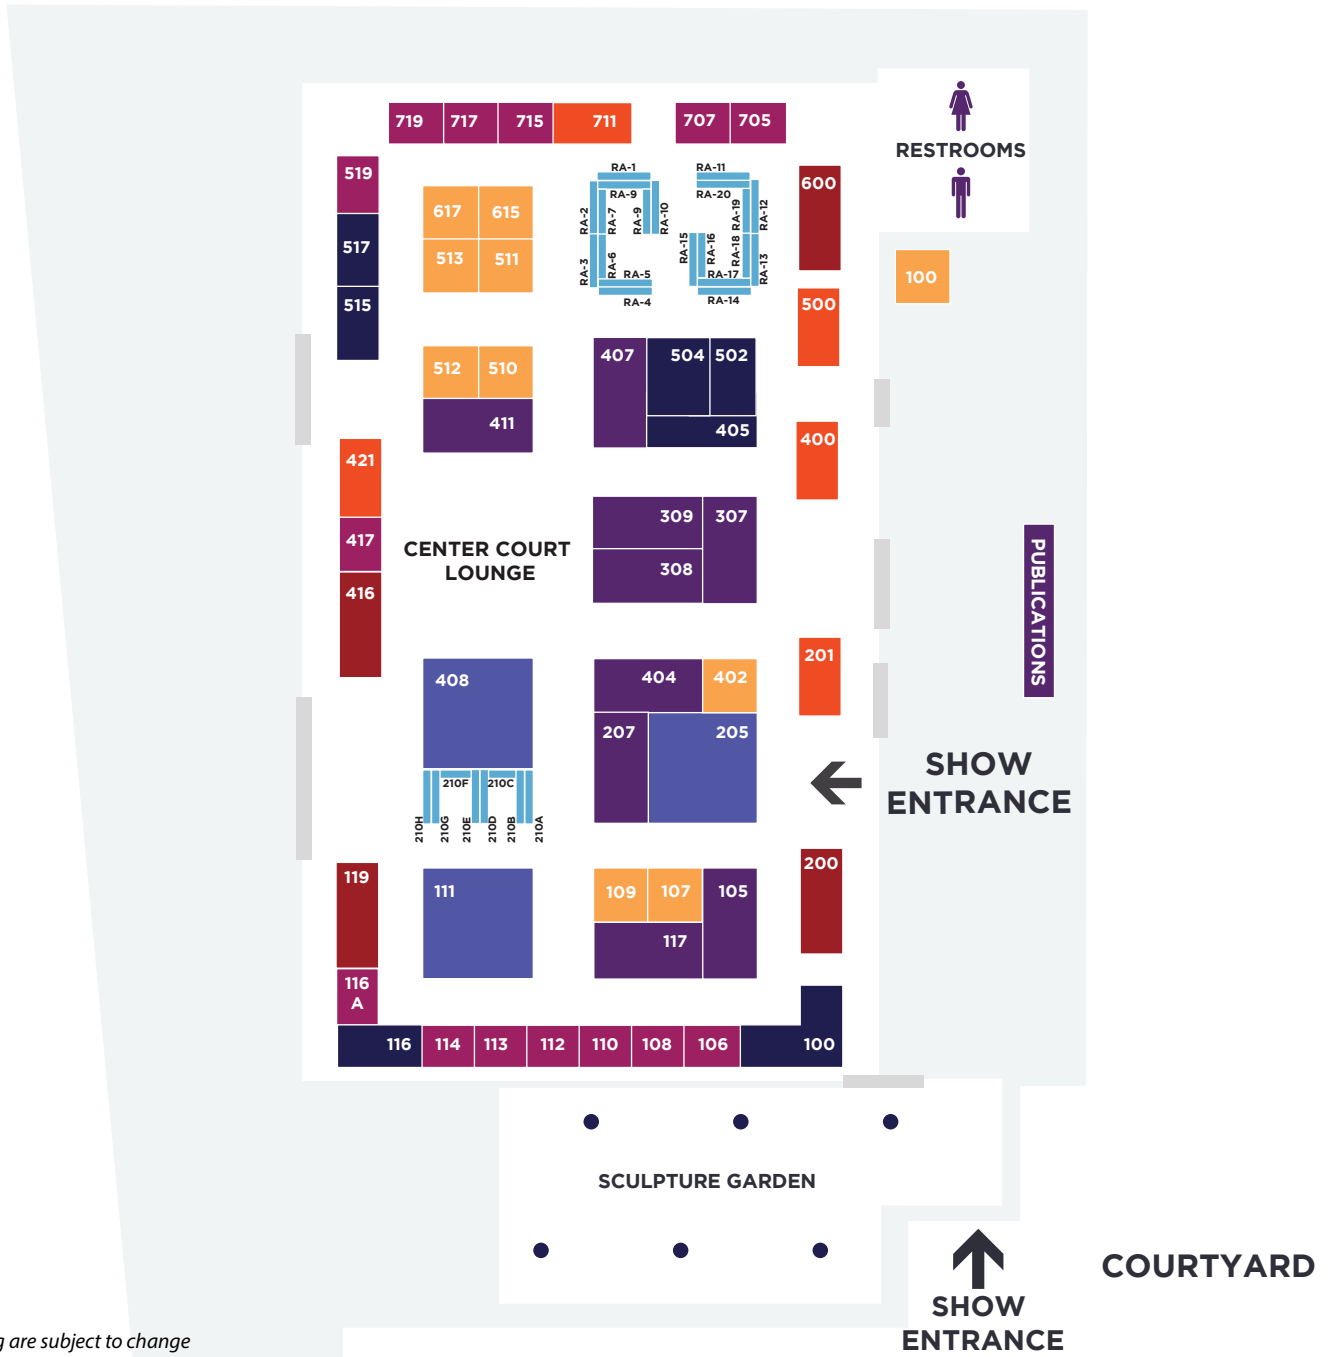 719 717 715 711 707 705
RESTROOMS
519
517
515
617 615
513 511
RA-1
RA-9
RA-2
RA-7
RA-9
RA-10
RA-3
RA-6
RA-5
RA-4
RA-11
RA-20
RA-19
RA-12
RA-15
RA-16
RA-18
RA-13
RA-17
RA-14
600
500
100
512 510
411
407 504 502
405
400
421
417
416
CENTER COURT
LOUNGE
309 307
308
PUBLICATIONS
408
404 402
207 205
201
SHOW
ENTRANCE
210F 210C
210H
210G
210E
210D
210B
210A
119
111
109 107 105
117
200
116
A
116 114 113 112 110 108 106 100
SCULPTURE GARDEN
COURTYARD
SHOW
ENTRANCE
are subject to change